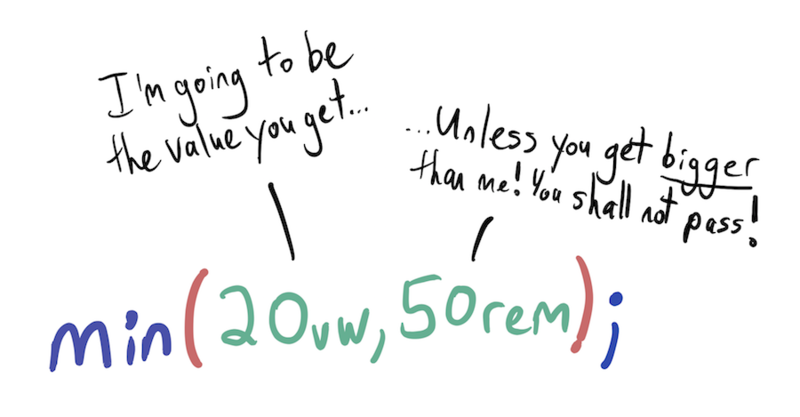 I'm going to be
the value you get...
...Unless you get bigger
than me! You shall not pass!
min(20vw,50rem);